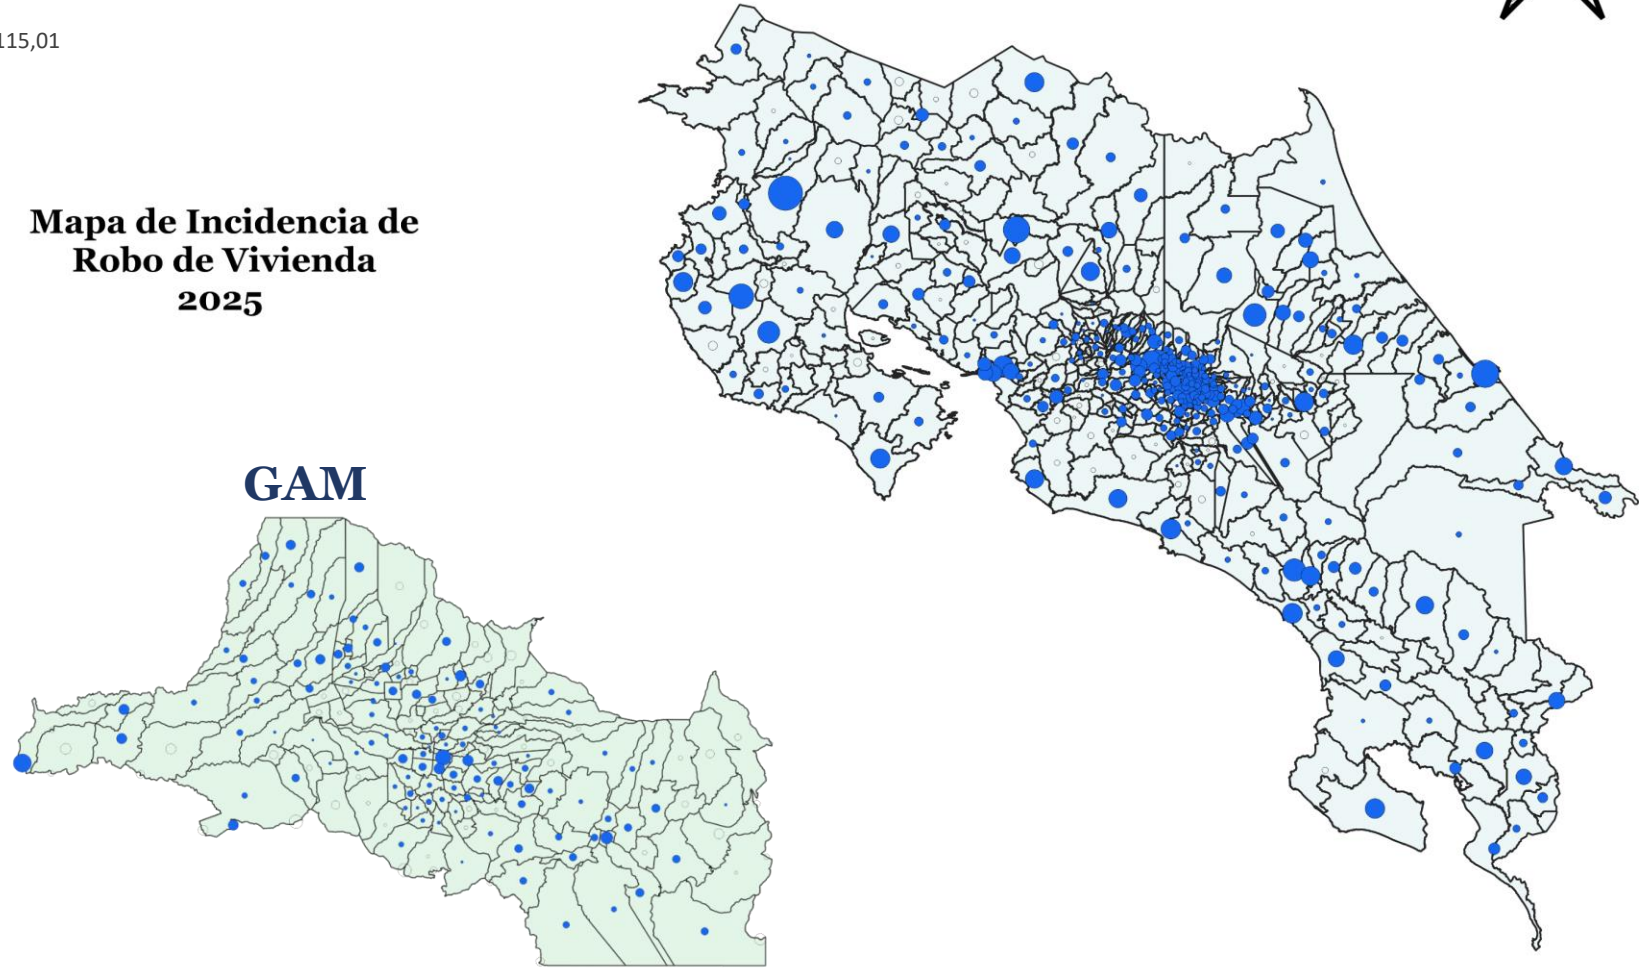 115,01
Mapa de Incidencia de
Robo de Vivienda
2025
GAM